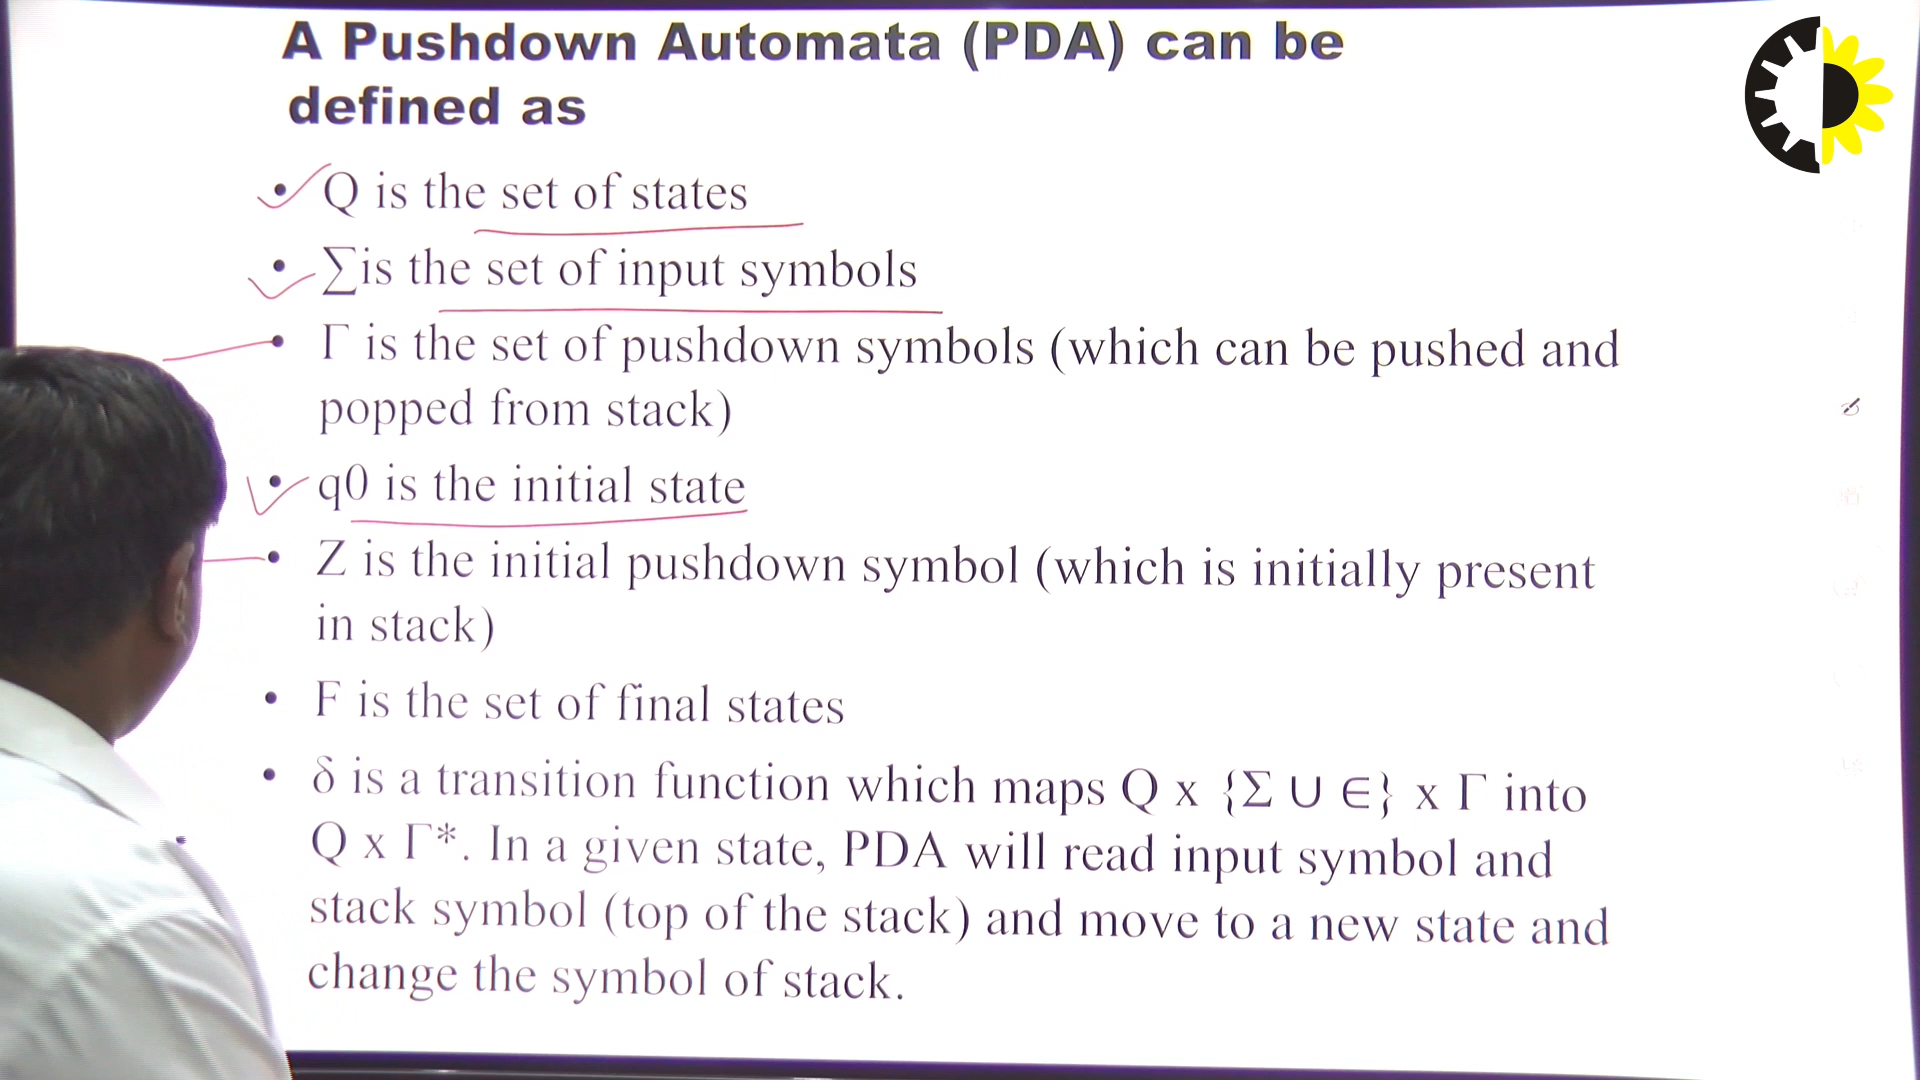 A Pushdown Automata (PDA) can be
defined as
• Q is the set of states
• ∑is the set of input symbols
• Γ is the set of pushdown symbols (which can be pushed and
popped from stack)
• q0 is the initial state
• Z is the initial pushdown symbol (which is initially present
in stack)
• F is the set of final states
• δ is a transition function which maps Q x {Σ ∪ ∈} x Γ into
Q x Γ*. In a given state, PDA will read input symbol and
stack symbol (top of the stack) and move to a new state and
change the symbol of stack.